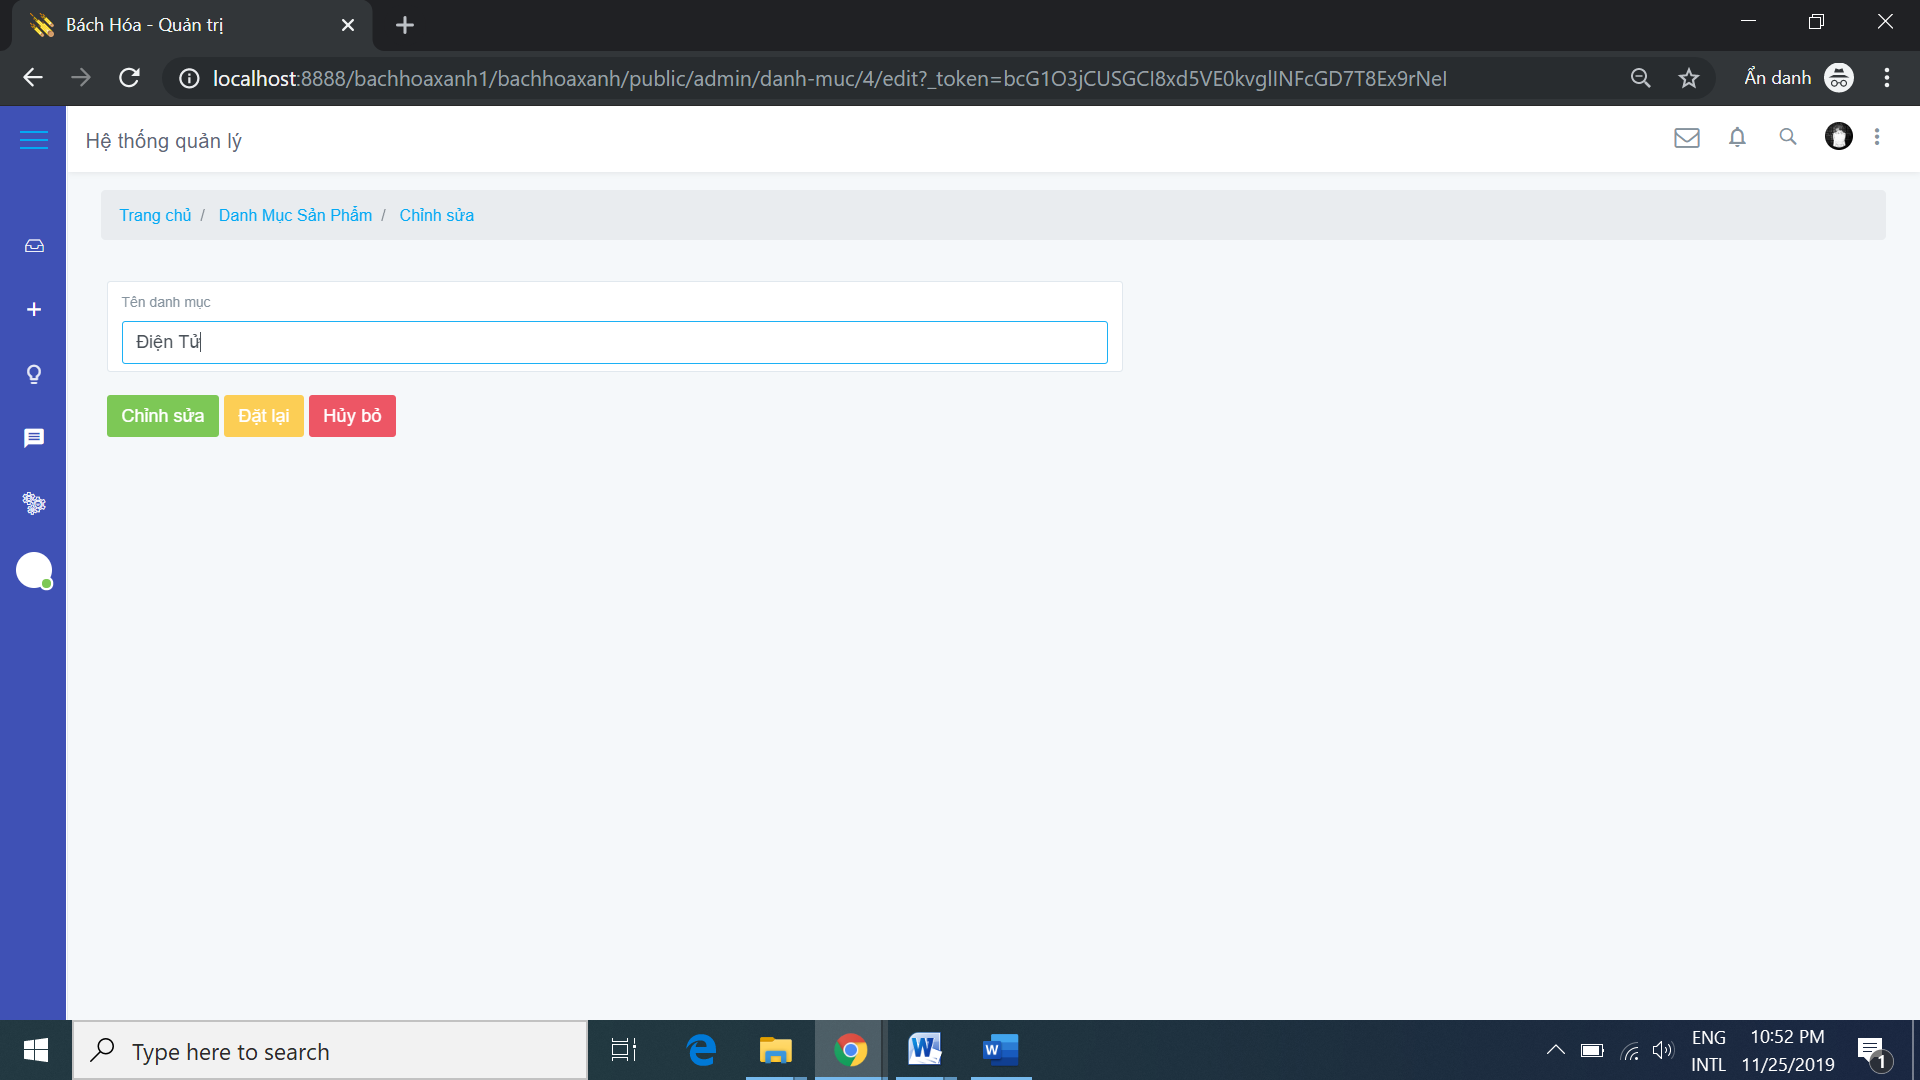 Bách Hóa - Quản trị
localhost:8888/bachhoaxanh1/bachhoaxanh/public/admin/danh-muc/4/edit?_token=bcG1O3jCUSGCI8xd5VE0kvglINFcGD7T8Ex9rNeI
Ẩn danh
Hệ thống quản lý
Trang chủ / Danh Mục Sản Phẩm / Chỉnh sửa
Tên danh mục
Điện Tử
Chỉnh sửa Đặt lại Hủy bỏ
Type here to search
ENG
INTL
10:52 PM
11/25/2019
1